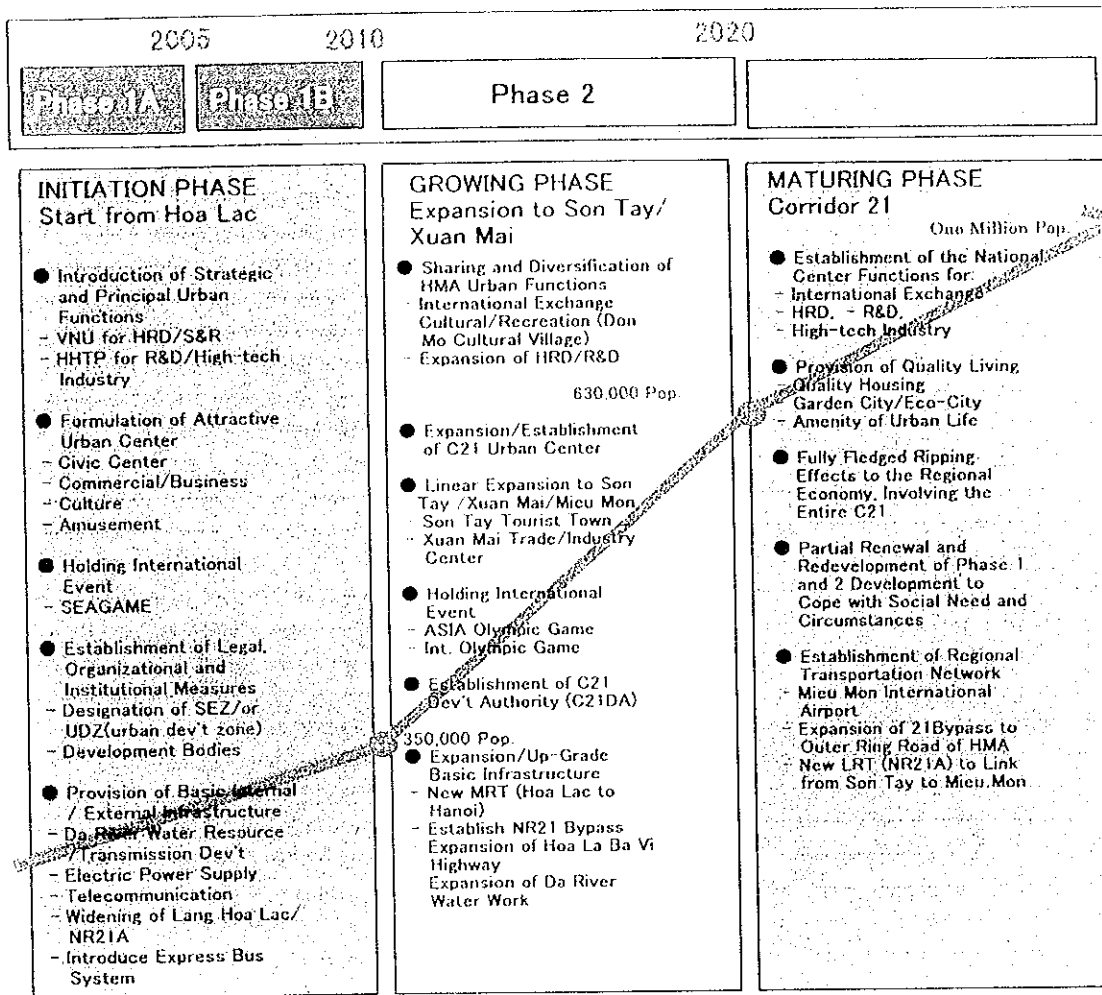 2005
2010
2020
Phase 1A
Phase 1B
Phase 2
INITIATION PHASE
Start from Hoa Lac
● Introduction of Strategic
and Principal Urban
Functions
- VNU for HRD/S&R
- HHTP for R&D/High-tech
Industry
● Formulation of Attractive
Urban Center
- Civic Center
- Commercial/Business
- Culture
- Amusement
● Holding International
Event
- SEAGAME
● Establishment of Legal,
Organizational and
Institutional Measures
- Designation of SEZ/or
UDZ(urban dev't zone)
- Development Bodies
● Provision of Basic Internal
/ External Infrastructure
- Da River Water Resource
/Transmission Dev't
- Electric Power Supply
- Telecommunication
- Widening of Lang Hoa Lac/
NR21A
- Introduce Express Bus
System
GROWING PHASE
Expansion to Son Tay/
Xuan Mai
● Sharing and Diversification of
HMA Urban Functions
International Exchange
Cultural/Recreation (Don
Mo Cultural Village)
- Expansion of HRD/R&D
630,000 Pop.
● Expansion/Establishment
of C21 Urban Center
● Linear Expansion to Son
Tay /Xuan Mai/Mieu Mon
Son Tay Tourist Town
- Xuan Mai Trade/Industry
Center
● Holding International
Event
- ASIA Olympic Game
- Int. Olympic Game
● Establishment of C21
Dev't Authority (C21DA)
350,000 Pop.
● Expansion/Up-Grade
Basic Infrastructure
- New MRT (Hoa Lac to
Hanoi)
- Establish NR21 Bypass
Expansion of Hoa La Ba Vi
Highway
Expansion of Da River
Water Work
MATURING PHASE
Corridor 21
One Million Pop.
● Establishment of the National
Center Functions for:
- International Exchange
- HRD, - R&D,
- High-tech Industry
● Provision of Quality Living
- Quality Housing
Garden City/Eco-City
- Amenity of Urban Life
● Fully Fledged Ripping
Effects to the Regional
Economy, Involving the
Entire C21
● Partial Renewal and
Redevelopment of Phase 1
and 2 Development to
Cope with Social Need and
Circumstances
● Establishment of Regional
Transportation Network
- Mieu Mon International
Airport
- Expansion of 21Bypass to
Outer Ring Road of HMA
- New LRT (NR21A) to Link
from Son Tay to Mieu Mon